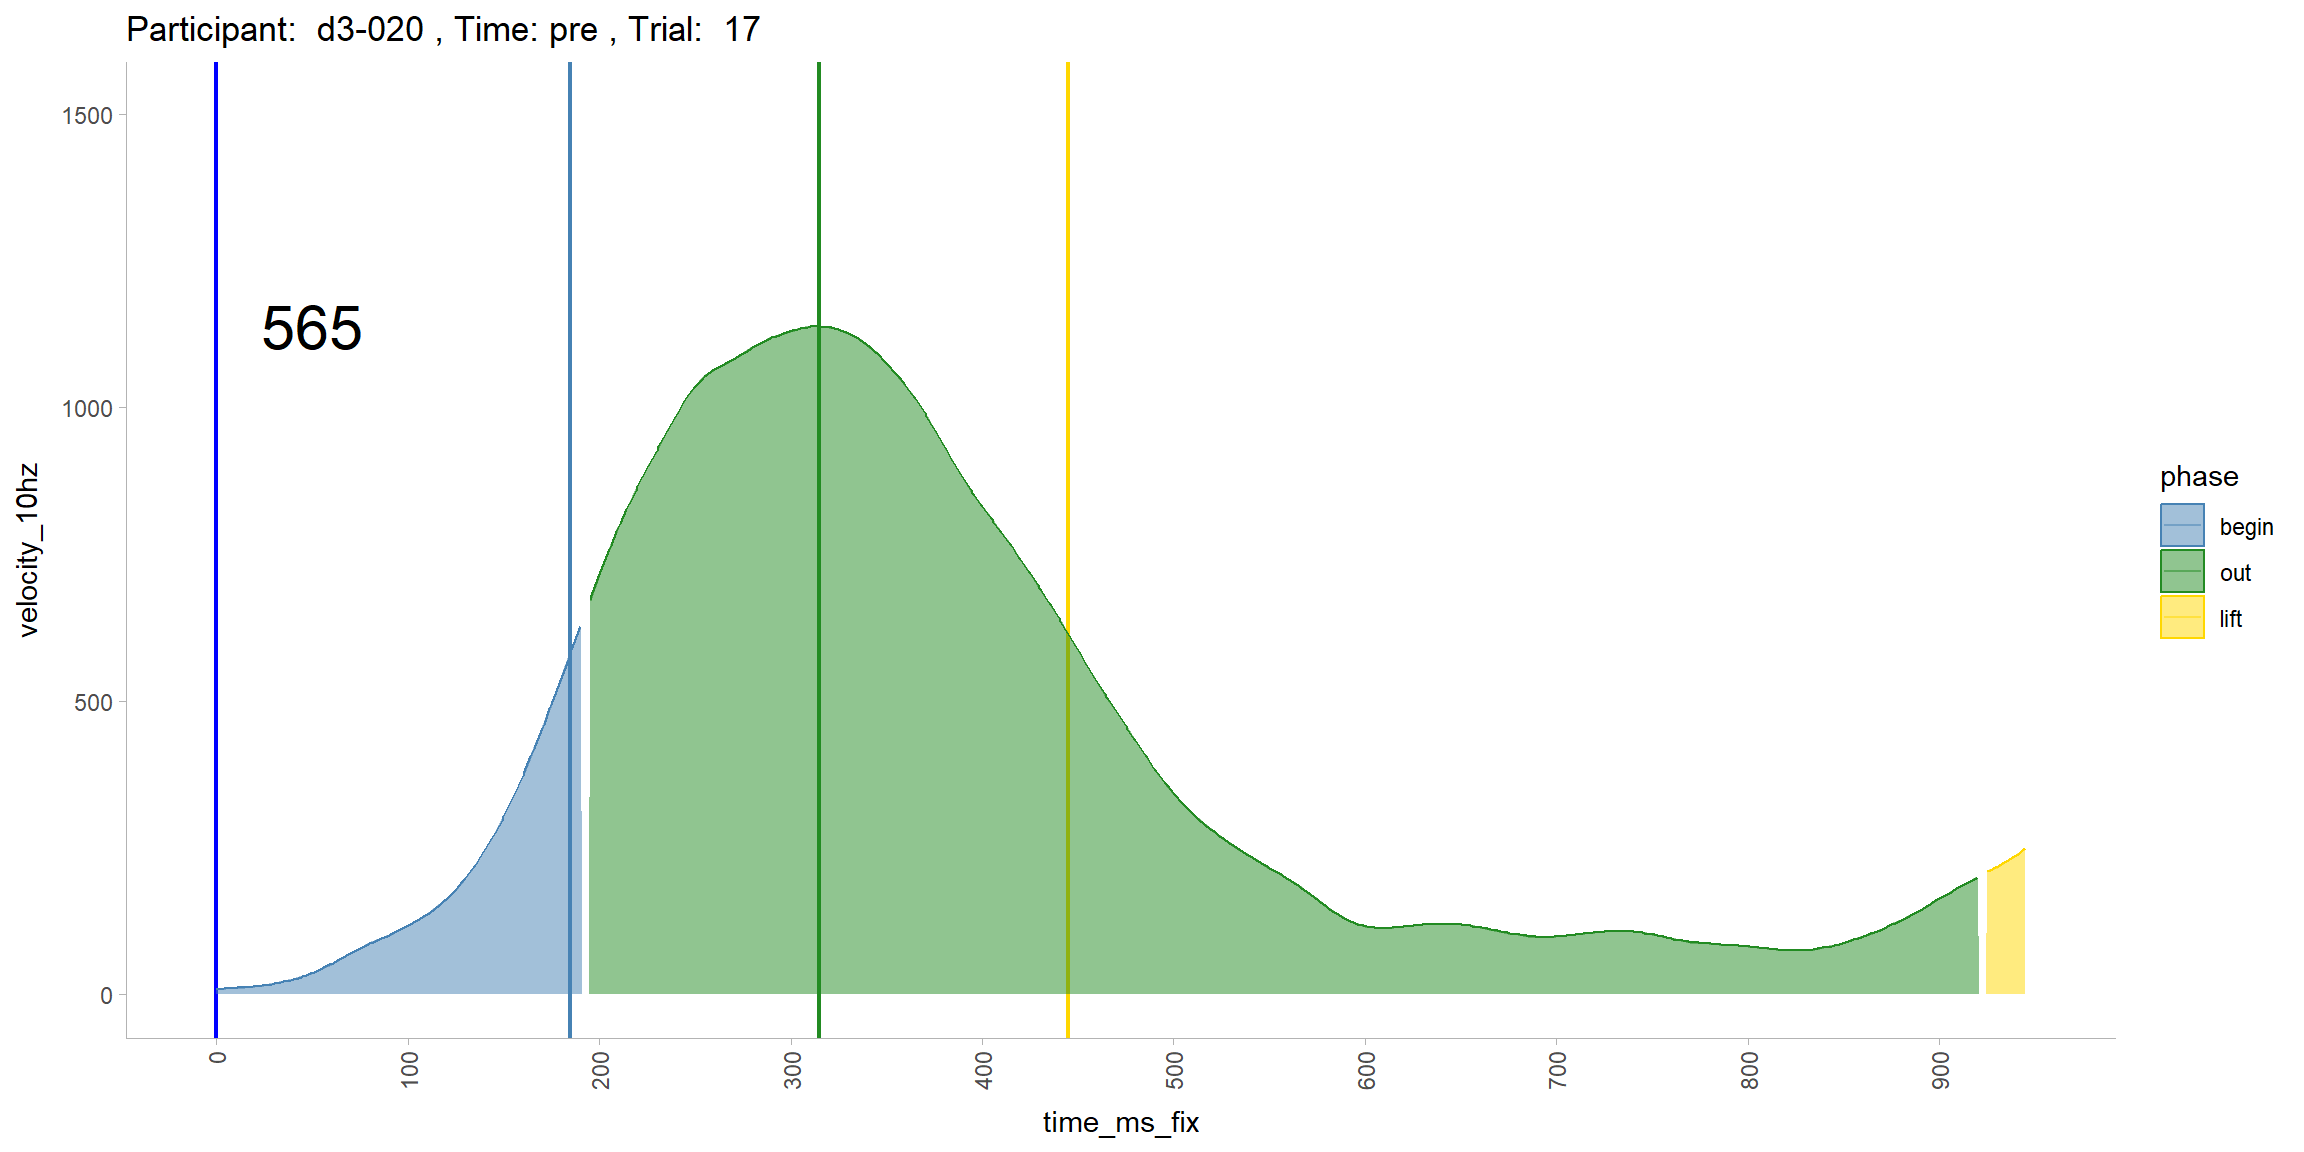 Participant:  d3-020 , Time: pre , Trial:  17
1500
1000
500
0
velocity_10hz
565
0
100
200
300
400
500
600
700
800
900
time_ms_fix
phase
begin
out
lift